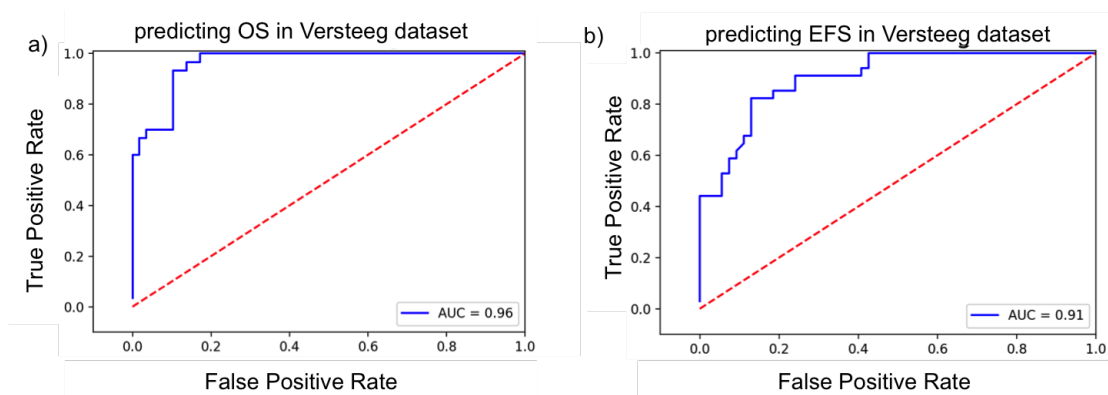 a)
predicting OS in Versteeg dataset
True Positive Rate
1.0
0.8
0.6
0.4
0.2
0.0
AUC = 0.96
0.0 0.2 0.4 0.6 0.8 1.0
False Positive Rate
b)
predicting EFS in Versteeg dataset
True Positive Rate
1.0
0.8
0.6
0.4
0.2
0.0
AUC = 0.91
0.0 0.2 0.4 0.6 0.8 1.0
False Positive Rate